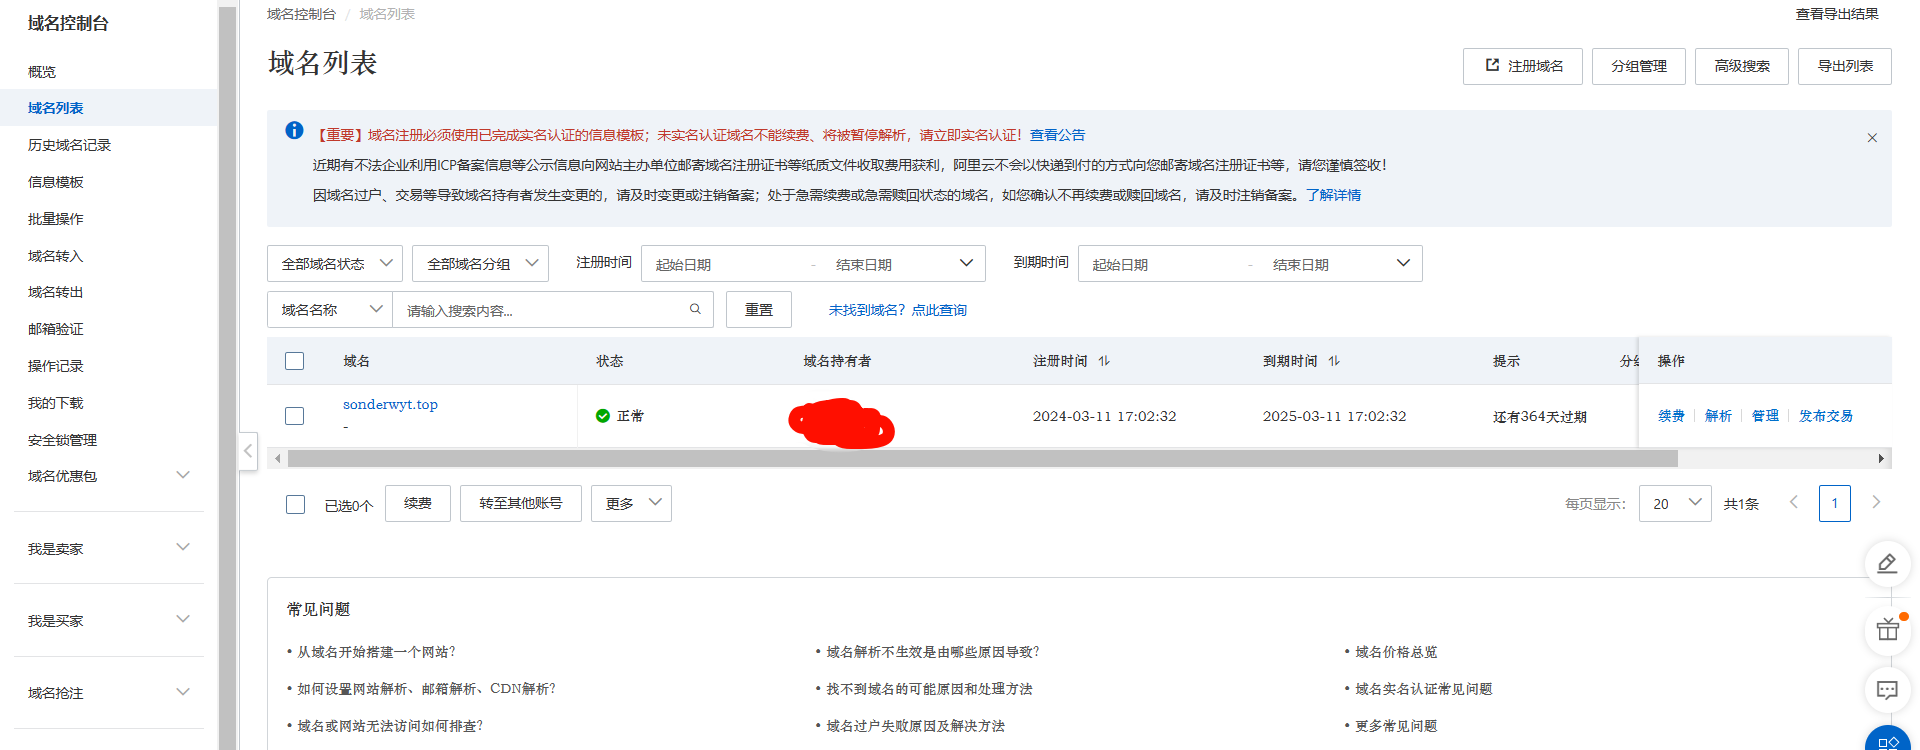 域名控制台
概览
域名列表
历史域名记录
信息模板
批量操作
域名转入
域名转出
邮箱验证
操作记录
我的下载
安全锁管理
域名优惠包
我是卖家
我是买家
域名抢注
域名控制台 / 域名列表
查看导出结果
域名列表
注册域名 分组管理 高级搜索 导出列表
【重要】域名注册必须使用已完成实名认证的信息模板；未实名认证域名不能续费、将被暂停解析，请立即实名认证！查看公告
近期有不法企业利用ICP备案信息等公示信息向网站主办单位邮寄域名注册证书等纸质文件收取费用获利，阿里云不会以快递到付的方式向您邮寄域名注册证书等，请您谨慎签收！
因域名过户、交易等导致域名持有者发生变更的，请及时变更或注销备案；处于急需续费或急需赎回状态的域名，如您确认不再续费或赎回域名，请及时注销备案。了解详情
全部域名状态 全部域名分组 注册时间 起始日期 - 结束日期 到期时间 起始日期 - 结束日期
域名名称 请输入搜索内容... 重置 未找到域名？点此查询
域名 状态 域名持有者 注册时间 到期时间 提示 分组 操作
sonderwyt.top 正常 2024-03-11 17:02:32 2025-03-11 17:02:32 还有364天过期 续费 解析 管理 发布交易
-
已选0个 续费 转至其他账号 更多 每页显示： 20 共1条 1
常见问题
• 从域名开始搭建一个网站？ • 域名解析不生效是由哪些原因导致？ • 域名价格总览
• 如何设置网站解析、邮箱解析、CDN解析？ • 找不到域名的可能原因和处理方法 • 域名实名认证常见问题
• 域名或网站无法访问如何排查？ • 域名过户失败原因及解决方法 • 更多常见问题